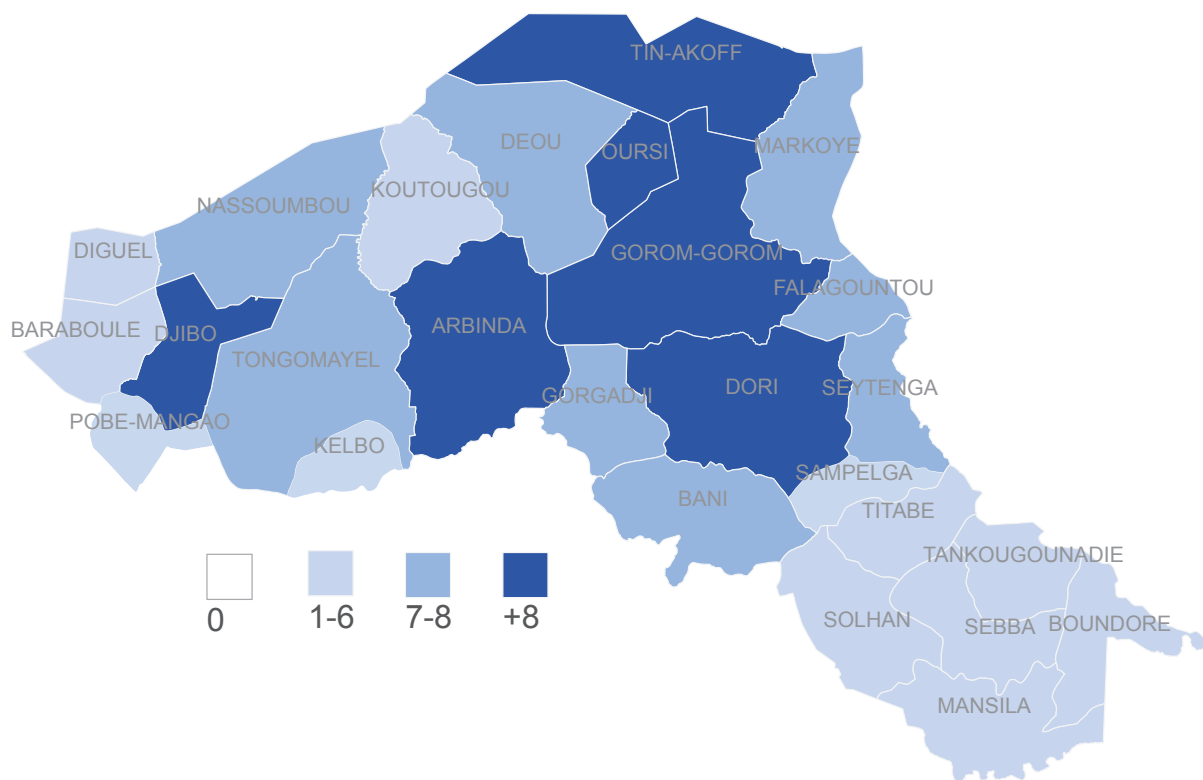 TIN-AKOFF
DEOU
OURSI
MARKOYE
KOUTOUGOU
NASSOUMBOU
DIGUEL
GOROM-GOROM
FALAGOUNTOU
BARABOULE
DJIBO
ARBINDA
TONGOMAYEL
GORGADJI
DORI
SEYTENGA
POBE-MANGAO
KELBO
SAMPELGA
BANI
TITABE
TANKOUGOUNADIE
SOLHAN
SEBBA
BOUNDORE
MANSILA
0
1-6
7-8
+8